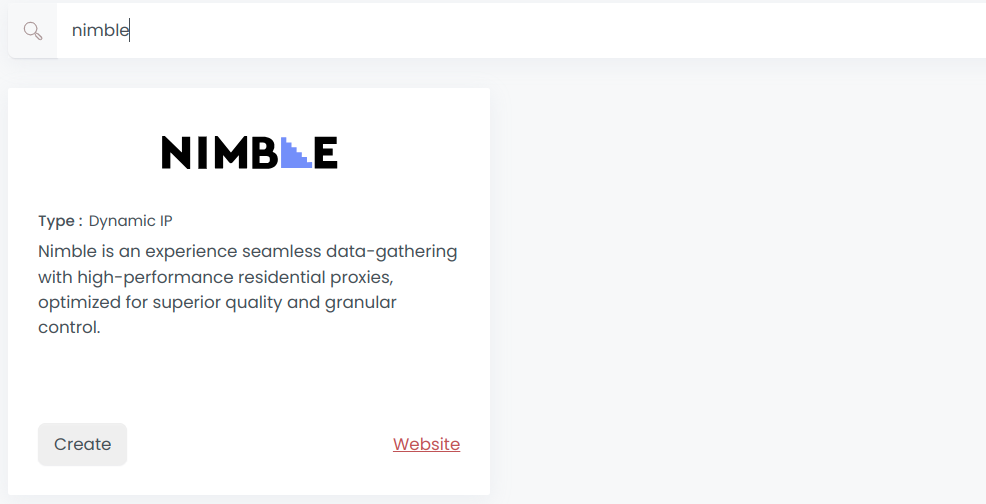 nimble
NIMBLE
Type : Dynamic IP
Nimble is an experience seamless data-gathering
with high-performance residential proxies,
optimized for superior quality and granular
control.
Create Website